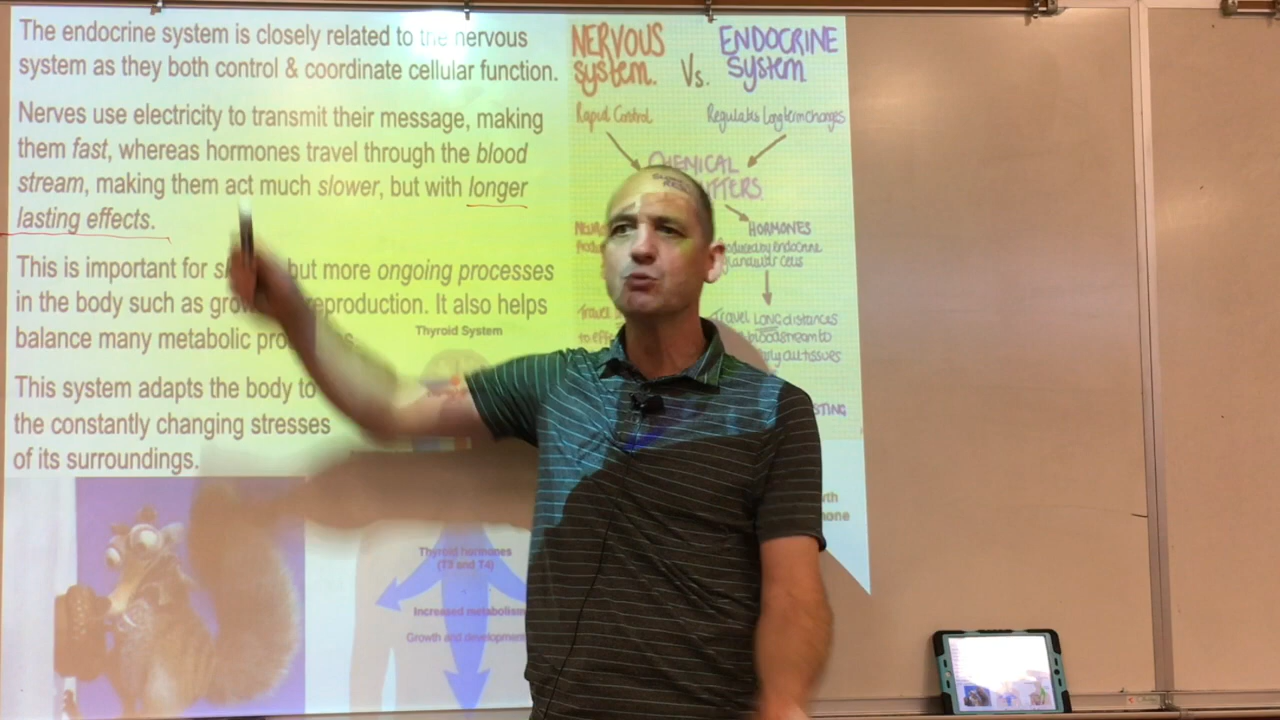 The endocrine system is closely related to the nervous
system as they both control & coordinate cellular function.
Nerves use electricity to transmit their message, making
them fast, whereas hormones travel through the blood
stream, making them act much slower, but with longer
lasting effects.
This is important for but more ongoing processes
in the body such as reproduction. It also helps
balance many metabolic
This system adapts the body to
the constantly changing stresses
of its surroundings.
NERVOUS
system.
Vs.
ENDOCRINE
System
Rapid Control
Regulates Long term changes
CHEMICAL
HORMONES
produced by endocrine
glandular cells
Travel
Travel LONG distances
bloodstream to
tissues
Thyroid System
Thyroid hormones
(T3 and T4)
Increased metabolism
Growth and development